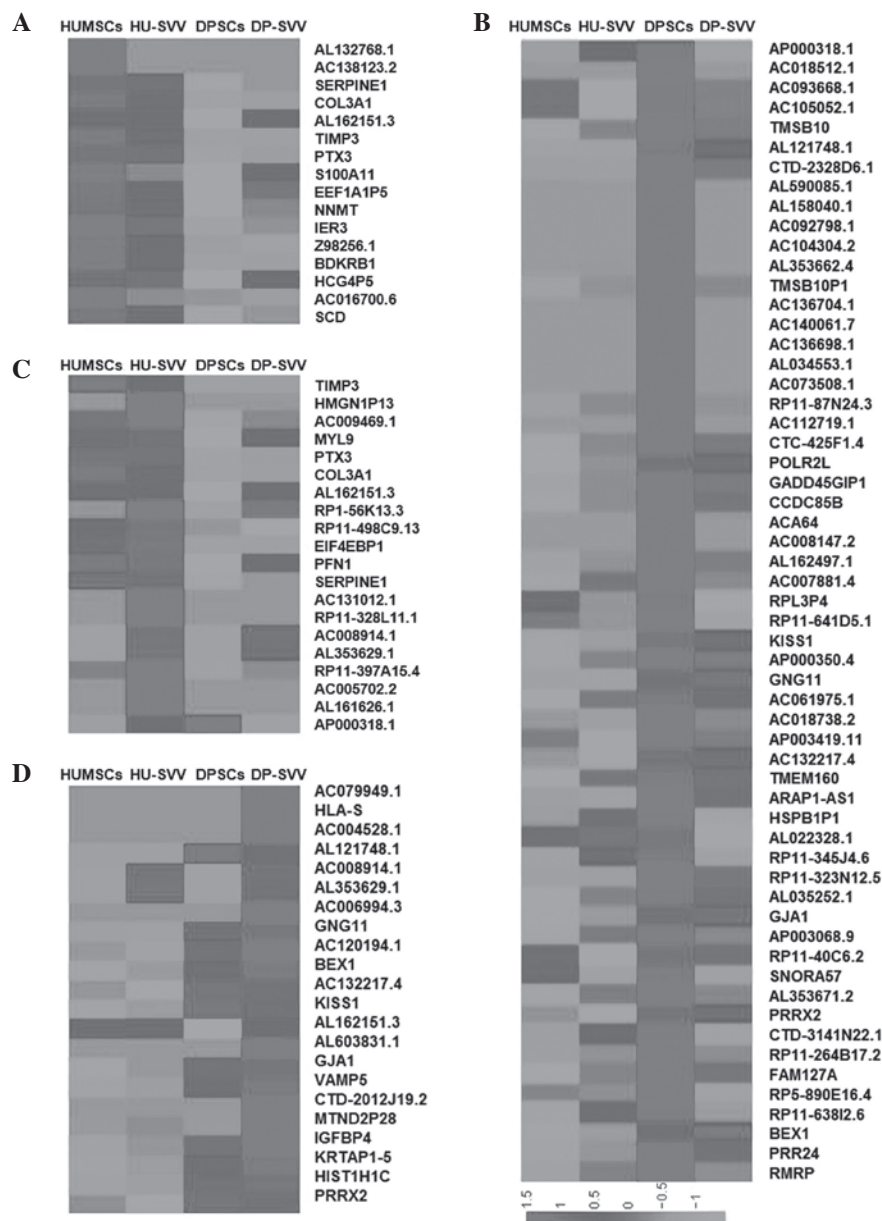 A
HUMSCs HU-SVV DPSCs DP-SVV
AL132768.1
AC138123.2
SERPINE1
COL3A1
AL162151.3
TIMP3
PTX3
S100A11
EEF1A1P5
NNMT
IER3
Z98256.1
BDKRB1
HCG4P5
AC016700.6
SCD
C
HUMSCs HU-SVV DPSCs DP-SVV
TIMP3
HMGN1P13
AC009469.1
MYL9
PTX3
COL3A1
AL162151.3
RP1-56K13.3
RP11-498C9.13
EIF4EBP1
PFN1
SERPINE1
AC131012.1
RP11-328L11.1
AC008914.1
AL353629.1
RP11-397A15.4
AC005702.2
AL161626.1
AP000318.1
D
HUMSCs HU-SVV DPSCs DP-SVV
AC079949.1
HLA-S
AC004528.1
AL121748.1
AC008914.1
AL353629.1
AC006994.3
GNG11
AC120194.1
BEX1
AC132217.4
KISS1
AL162151.3
AL603831.1
GJA1
VAMP5
CTD-2012J19.2
MTND2P28
IGFBP4
KRTAP1-5
HIST1H1C
PRRX2
B
HUMSCs HU-SVV DPSCs DP-SVV
AP000318.1
AC018512.1
AC093668.1
AC105052.1
TMSB10
AL121748.1
CTD-2328D6.1
AL590085.1
AL158040.1
AC092798.1
AC104304.2
AL353662.4
TMSB10P1
AC136704.1
AC140061.7
AC136698.1
AL034553.1
AC073508.1
RP11-87N24.3
AC112719.1
CTC-425F1.4
POLR2L
GADD45GIP1
CCDC85B
ACA64
AC008147.2
AL162497.1
AC007881.4
RPL3P4
RP11-641D5.1
KISS1
AP000350.4
GNG11
AC061975.1
AC018738.2
AP003419.11
AC132217.4
TMEM160
ARAP1-AS1
HSPB1P1
AL022328.1
RP11-345J4.6
RP11-323N12.5
AL035252.1
GJA1
AP003068.9
RP11-40C6.2
SNORA57
AL353671.2
PRRX2
CTD-3141N22.1
RP11-264B17.2
FAM127A
RP5-890E16.4
RP11-638I2.6
BEX1
PRR24
RMRP
1.5 1 0.5 0 −0.5 −1